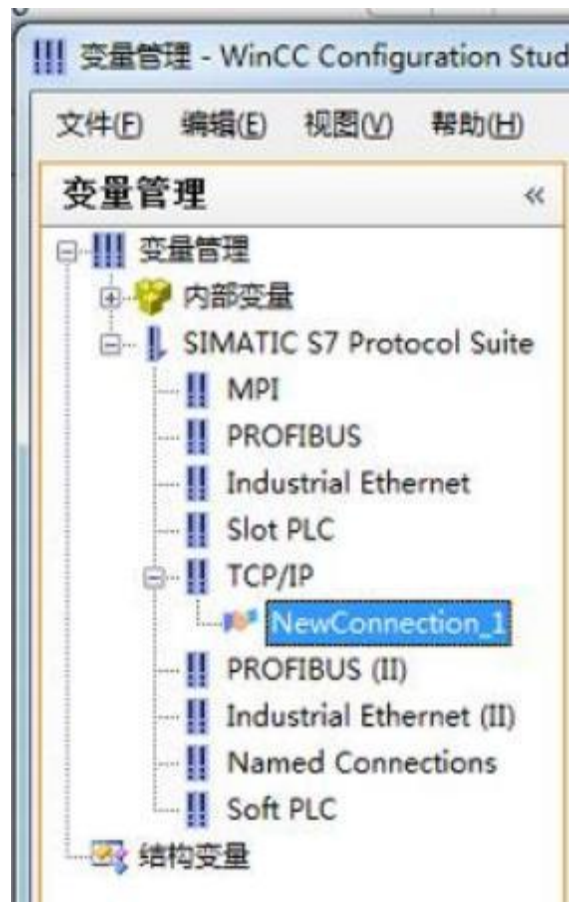 变量管理 - WinCC Configuration Stud
文件(F) 编辑(E) 视图(V) 帮助(H)
变量管理 «
变量管理
内部变量
SIMATIC S7 Protocol Suite
MPI
PROFIBUS
Industrial Ethernet
Slot PLC
TCP/IP
NewConnection_1
PROFIBUS (II)
Industrial Ethernet (II)
Named Connections
Soft PLC
结构变量